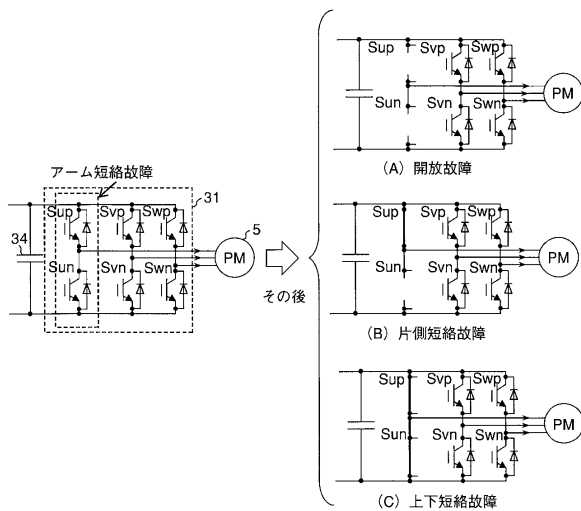 アーム短絡故障
31
Sup Svp Swp
34
5
PM
Sun Svn Swn
その後
Sup Svp Swp
PM
Sun Svn Swn
(A) 開放故障
Sup Svp Swp
PM
Sun Svn Swn
(B) 片側短絡故障
Sup Svp Swp
PM
Sun Svn Swn
(C) 上下短絡故障